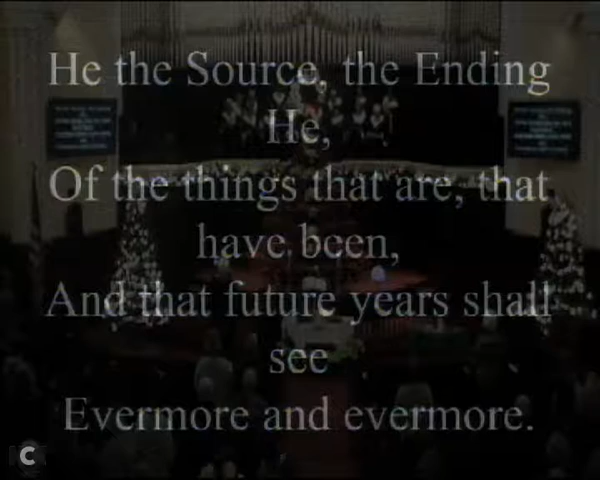 He the Source, the Ending
He,
Of the things that are, that
have been,
And that future years shall
see
Evermore and evermore.
C